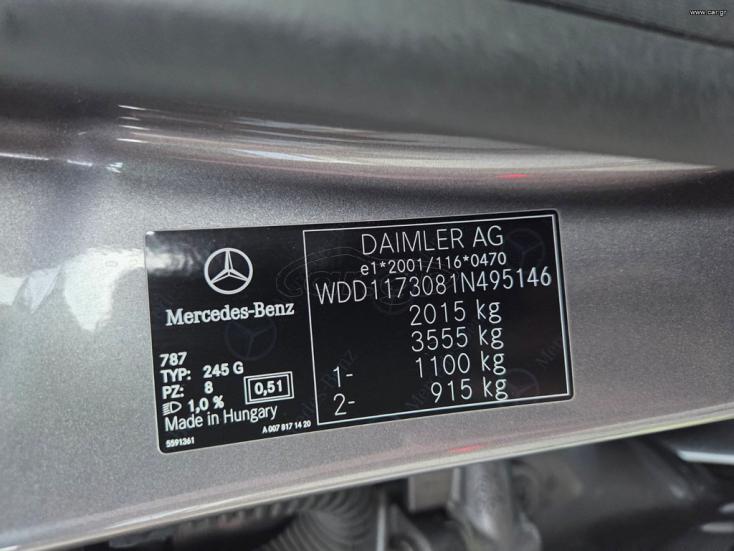 www.car.gr
DAIMLER AG
e1*2001/116*0470
WDD1173081N495146
2015 kg
3555 kg
1- 1100 kg
2- 915 kg
Mercedes-Benz
787
TYP: 245 G
PZ: 8
0,51
1,0 %
Made in Hungary
5591361
A 007 817 14 20